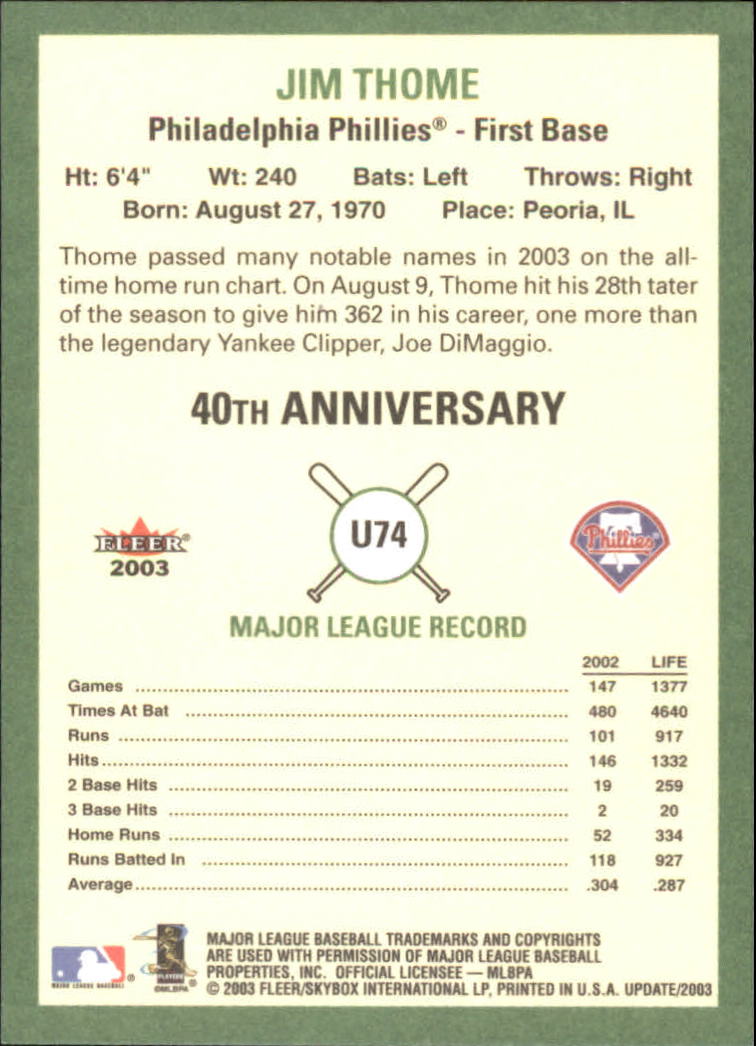 JIM THOME
Philadelphia Phillies® - First Base
Ht: 6'4" Wt: 240 Bats: Left Throws: Right
Born: August 27, 1970 Place: Peoria, IL
Thome passed many notable names in 2003 on the all-
time home run chart. On August 9, Thome hit his 28th tater
of the season to give him 362 in his career, one more than
the legendary Yankee Clipper, Joe DiMaggio.
40TH ANNIVERSARY
U74
FLEER®
2003
Phillies
MAJOR LEAGUE RECORD
2002 LIFE
Games 147 1377
Times At Bat 480 4640
Runs 101 917
Hits 146 1332
2 Base Hits 19 259
3 Base Hits 2 20
Home Runs 52 334
Runs Batted In 118 927
Average .304 .287
MAJOR LEAGUE BASEBALL®
PLAYERS
©MLBPA
MAJOR LEAGUE BASEBALL TRADEMARKS AND COPYRIGHTS
ARE USED WITH PERMISSION OF MAJOR LEAGUE BASEBALL
PROPERTIES, INC. OFFICIAL LICENSEE — MLBPA
© 2003 FLEER/SKYBOX INTERNATIONAL LP, PRINTED IN U.S.A. UPDATE/2003